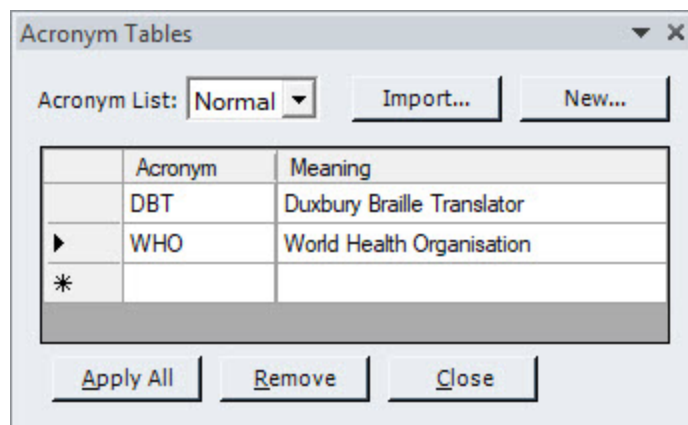 Acronym Tables
Acronym List: Normal Import... New...
Acronym Meaning
DBT Duxbury Braille Translator
WHO World Health Organisation
Apply All Remove Close